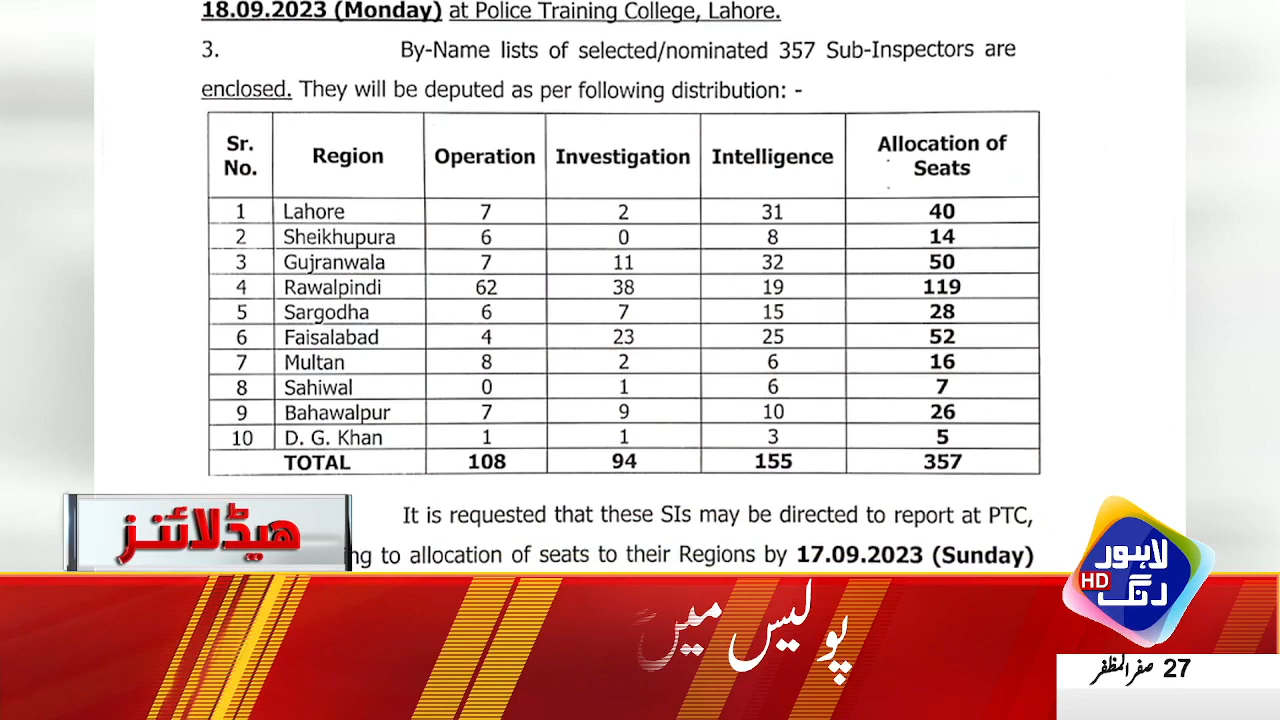 18.09.2023 (Monday) at Police Training College, Lahore.
3. By-Name lists of selected/nominated 357 Sub-Inspectors are
enclosed. They will be deputed as per following distribution: -
Sr. No. Region Operation Investigation Intelligence Allocation of Seats
1 Lahore 7 2 31 40
2 Sheikhupura 6 0 8 14
3 Gujranwala 7 11 32 50
4 Rawalpindi 62 38 19 119
5 Sargodha 6 7 15 28
6 Faisalabad 4 23 25 52
7 Multan 8 2 6 16
8 Sahiwal 0 1 6 7
9 Bahawalpur 7 9 10 26
10 D. G. Khan 1 1 3 5
TOTAL 108 94 155 357
It is requested that these SIs may be directed to report at PTC,
to allocation of seats to their Regions by 17.09.2023 (Sunday)
ہیڈلائنز
پولیس میں
لاہور
رنگ HD
27 صفر المظفر